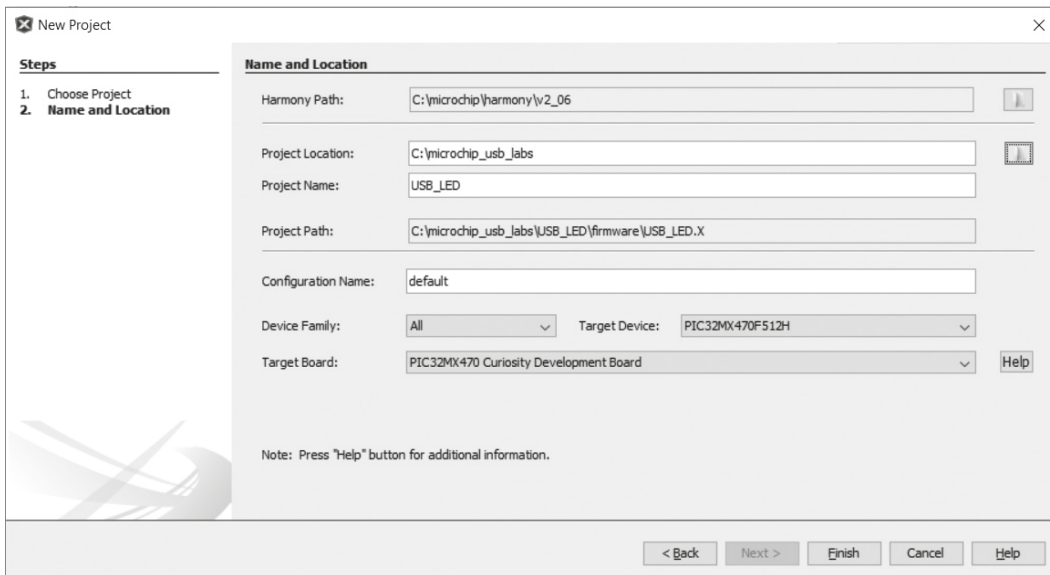 New Project
Steps
1. Choose Project
2. Name and Location
Name and Location
Harmony Path: C:\microchip\harmony\v2_06
Project Location: C:\microchip_usb_labs
Project Name: USB_LED
Project Path: C:\microchip_usb_labs\USB_LED\firmware\USB_LED.X
Configuration Name: default
Device Family: All Target Device: PIC32MX470F512H
Target Board: PIC32MX470 Curiosity Development Board Help
Note: Press "Help" button for additional information.
< Back Next > Finish Cancel Help